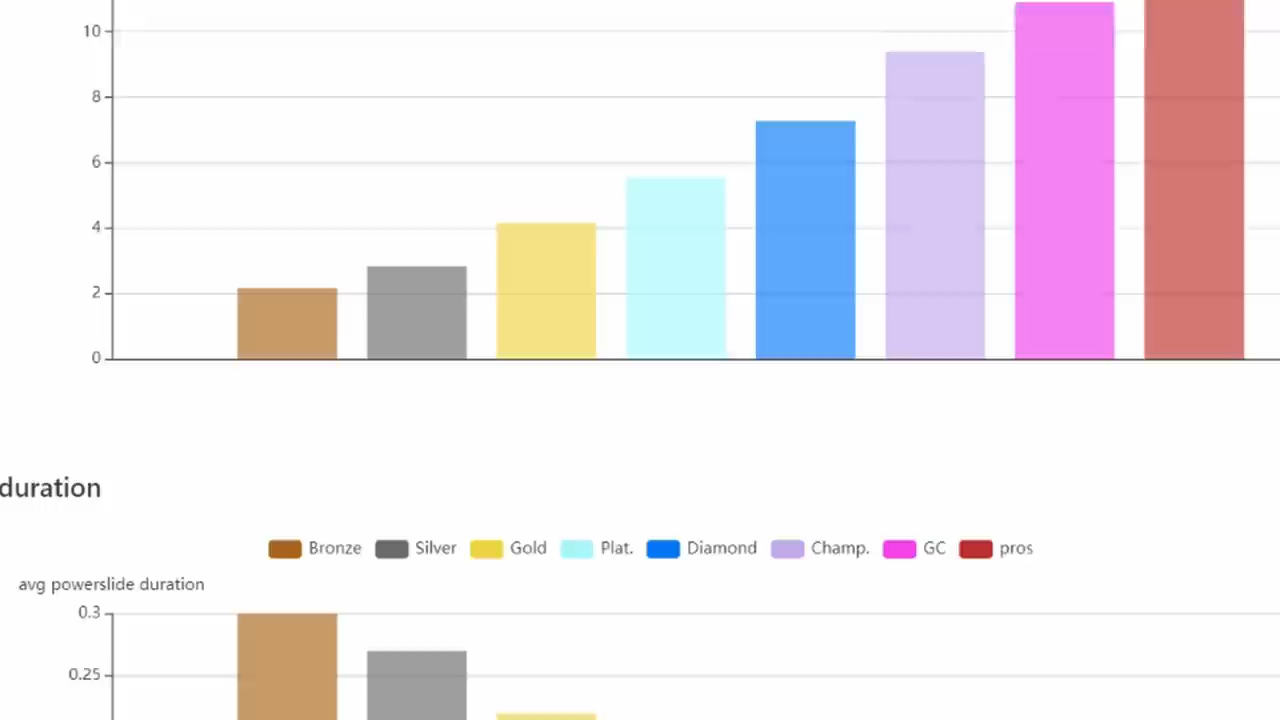 10
8
6
4
2
0
duration
Bronze Silver Gold Plat. Diamond Champ. GC pros
avg powerslide duration
0.3
0.25